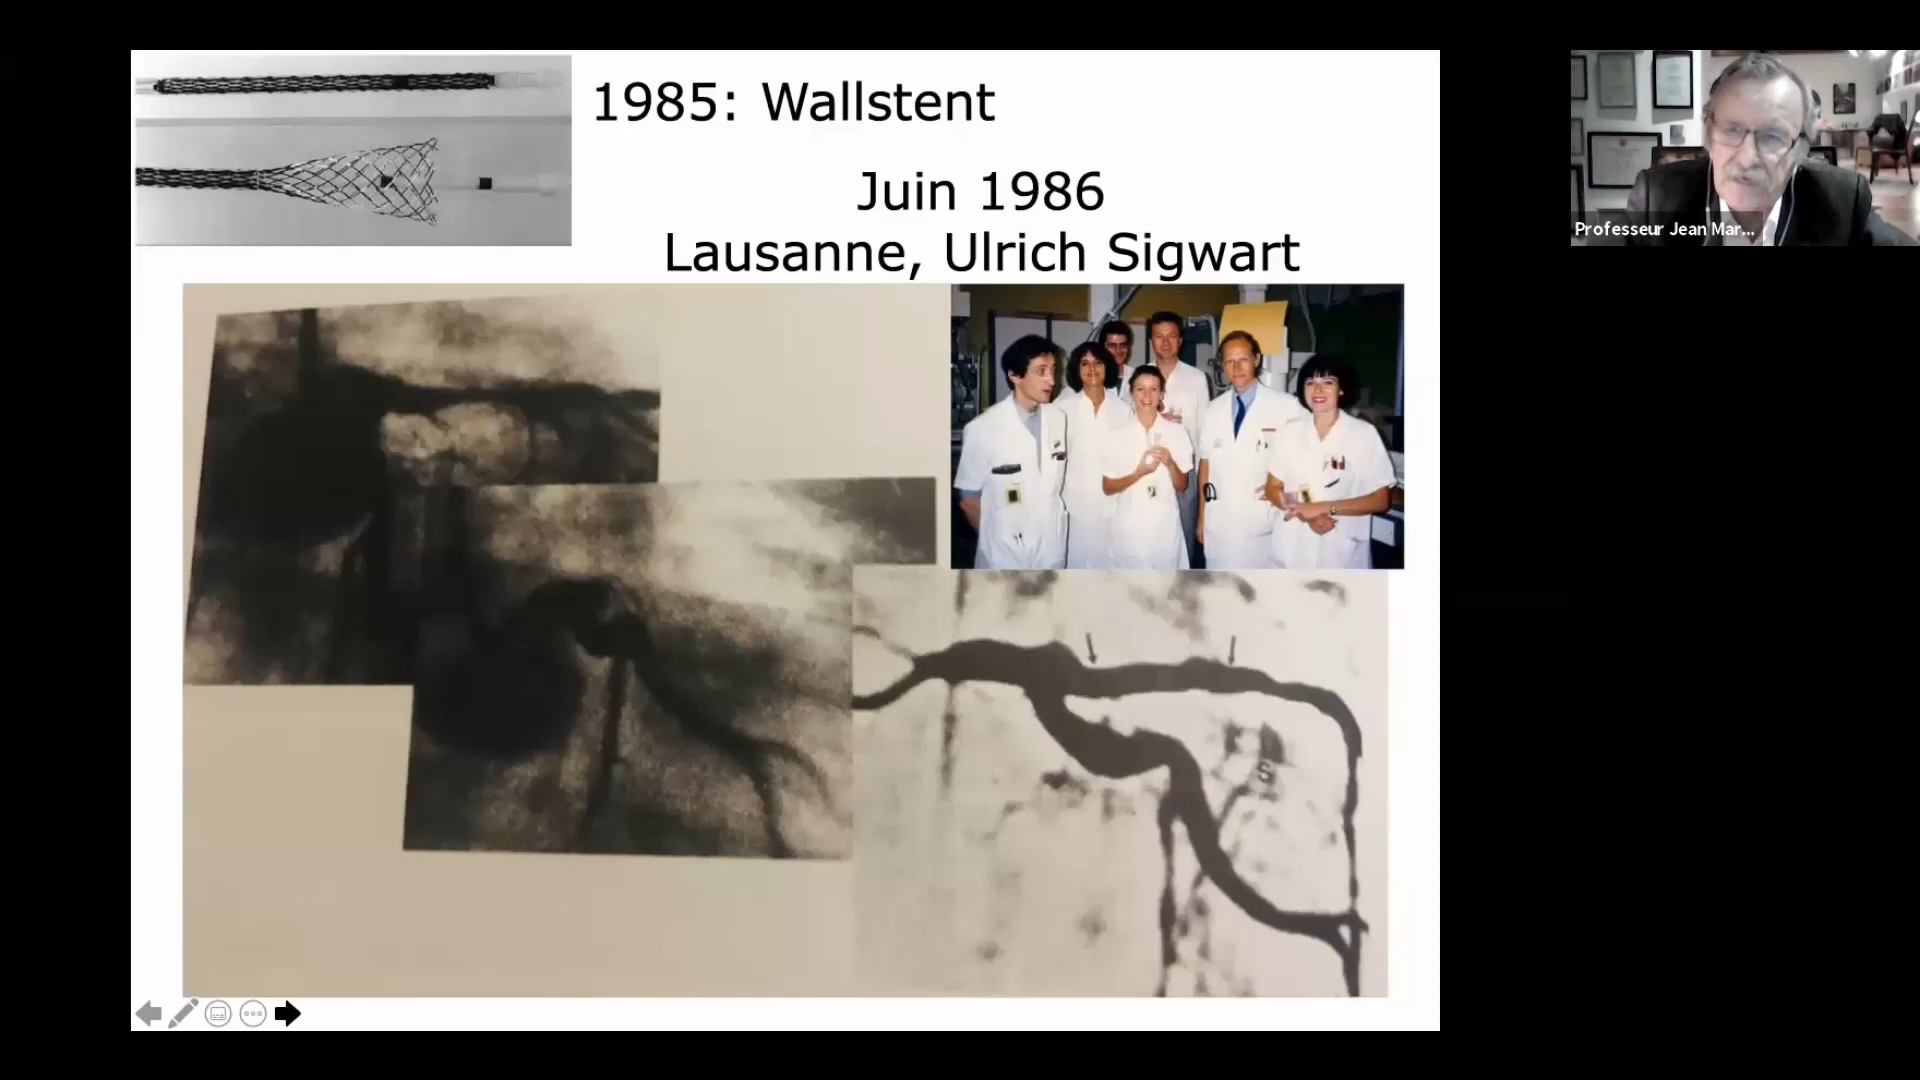 1985: Wallstent
Juin 1986
Lausanne, Ulrich Sigwart
Professeur Jean Mar...
S